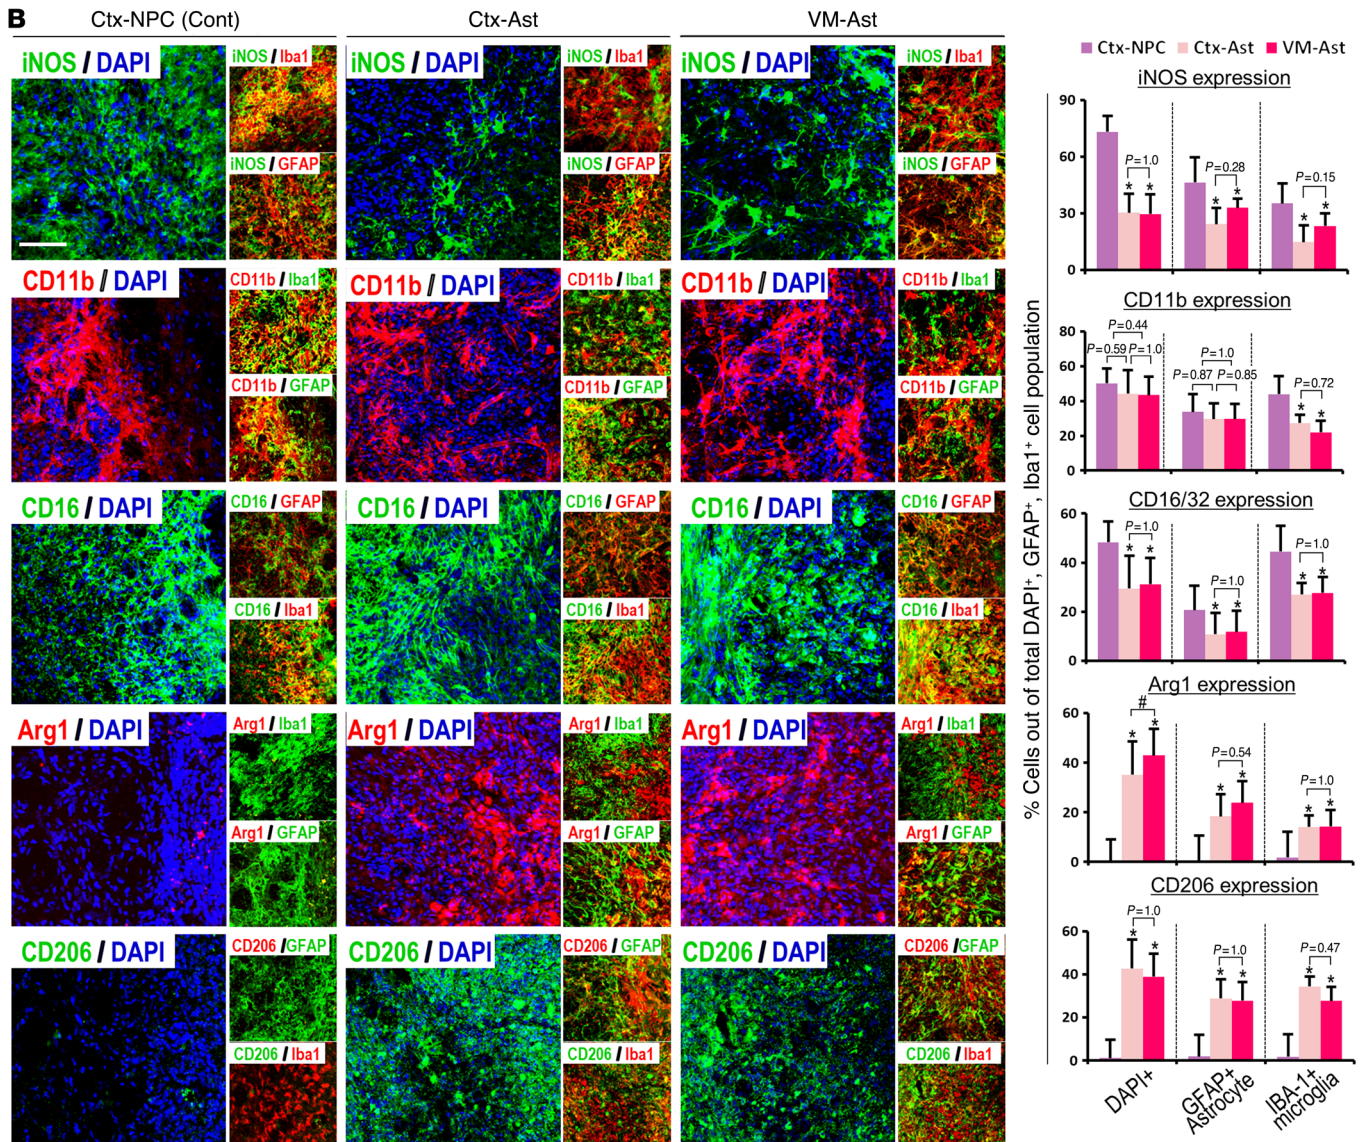 B
Ctx-NPC (Cont)
Ctx-Ast
VM-Ast
iNOS / DAPI
iNOS / Iba1
iNOS / GFAP
iNOS / DAPI
iNOS / Iba1
iNOS / GFAP
iNOS / DAPI
iNOS / Iba1
iNOS / GFAP
CD11b / DAPI
CD11b / Iba1
CD11b / GFAP
CD11b / DAPI
CD11b / Iba1
CD11b / GFAP
CD11b / DAPI
CD11b / Iba1
CD11b / GFAP
CD16 / DAPI
CD16 / GFAP
CD16 / Iba1
CD16 / DAPI
CD16 / GFAP
CD16 / Iba1
CD16 / DAPI
CD16 / GFAP
CD16 / Iba1
Arg1 / DAPI
Arg1 / Iba1
Arg1 / GFAP
Arg1 / DAPI
Arg1 / Iba1
Arg1 / GFAP
Arg1 / DAPI
Arg1 / Iba1
Arg1 / GFAP
CD206 / DAPI
CD206 /GFAP
CD206 / Iba1
CD206 / DAPI
CD206 / GFAP
CD206 / Iba1
CD206 / DAPI
CD206 /GFAP
CD206 / Iba1
% Cells out of total DAPI⁺, GFAP⁺, Iba1⁺ cell population
Ctx-NPC Ctx-Ast VM-Ast
iNOS expression
90
60
30
0
P=1.0
* *
P=0.28
* *
P=0.15
* *
CD11b expression
80
60
40
20
0
P=0.44
P=0.59 P=1.0
P=1.0
P=0.87 P=0.85
P=0.72
* *
CD16/32 expression
60
40
20
0
P=1.0
* *
P=1.0
* *
P=1.0
* *
Arg1 expression
60
40
20
0
#
* *
P=0.54
* *
P=1.0
* *
CD206 expression
60
40
20
0
P=1.0
* *
P=1.0
* *
P=0.47
* *
DAPI+
GFAP+
Astrocyte
IBA-1+
microglia